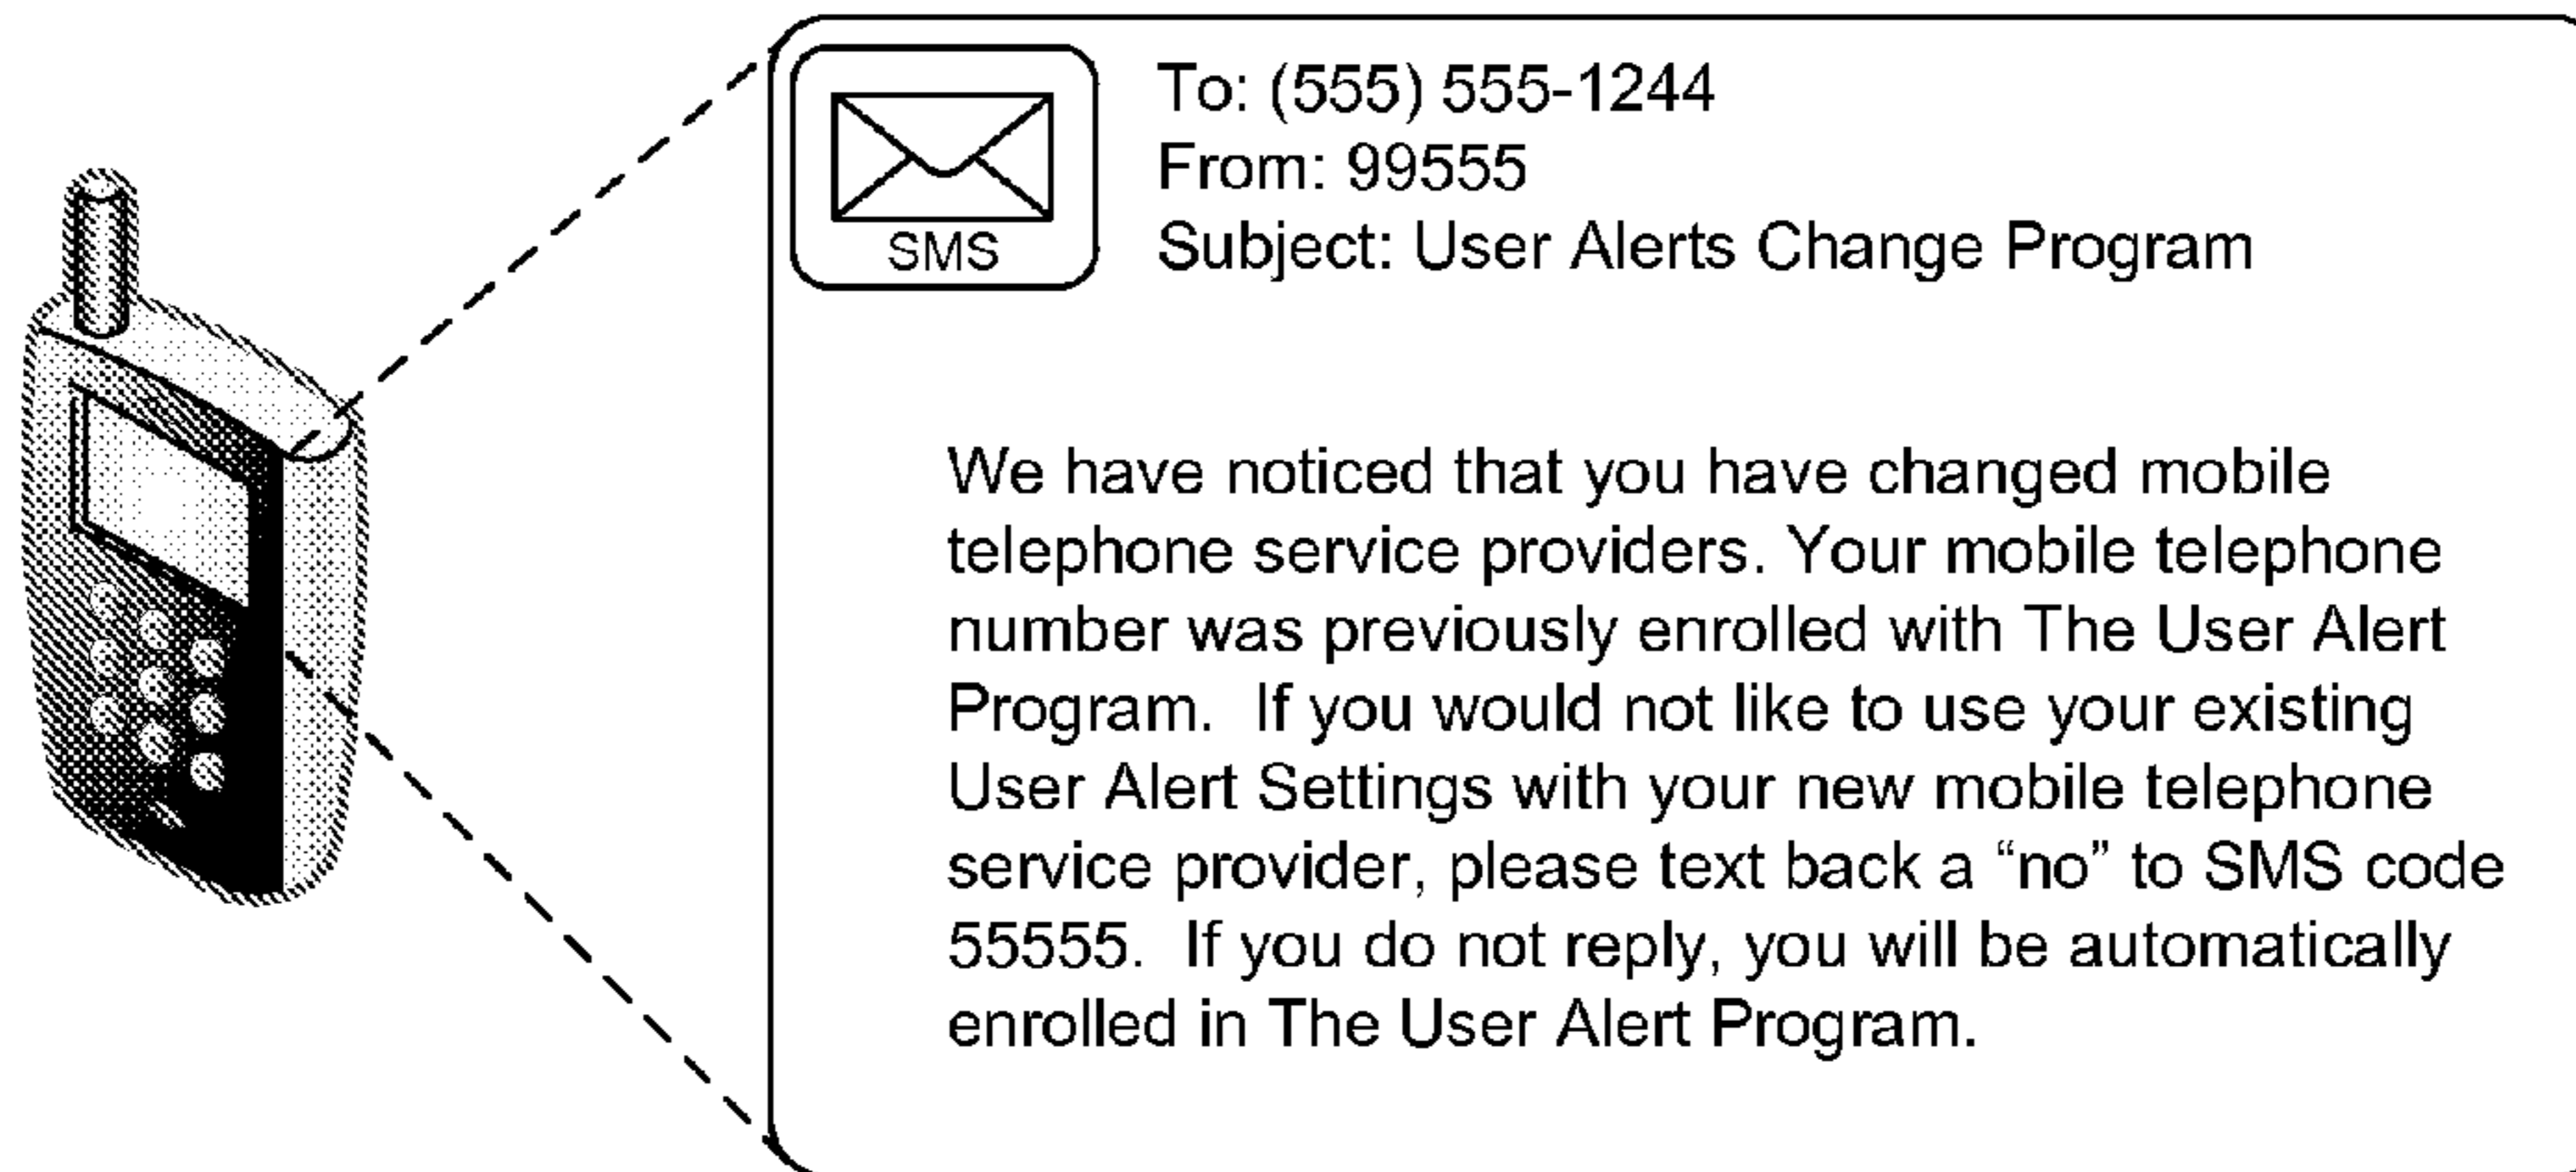 To: (555) 555-1244
From: 99555
SMS
Subject: User Alerts Change Program
We have noticed that you have changed mobile
telephone service providers. Your mobile telephone
number was previously enrolled with The User Alert
Program.  If you would not like to use your existing
User Alert Settings with your new mobile telephone
service provider, please text back a “no” to SMS code
55555.  If you do not reply, you will be automatically
enrolled in The User Alert Program.